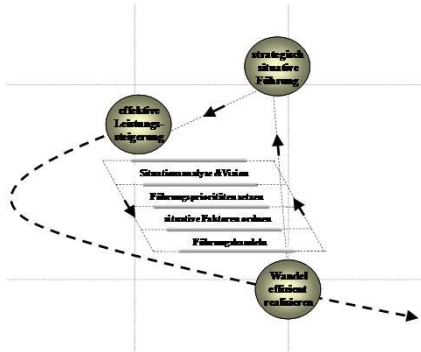 strategisch
situative
Führung
effektive
Leistungs-
steigerung
Situationsanalyse & Vision
Führungsprioritäten setzen
situative Faktoren ordnen
Führungshandeln
Wandel
effizient
realisieren